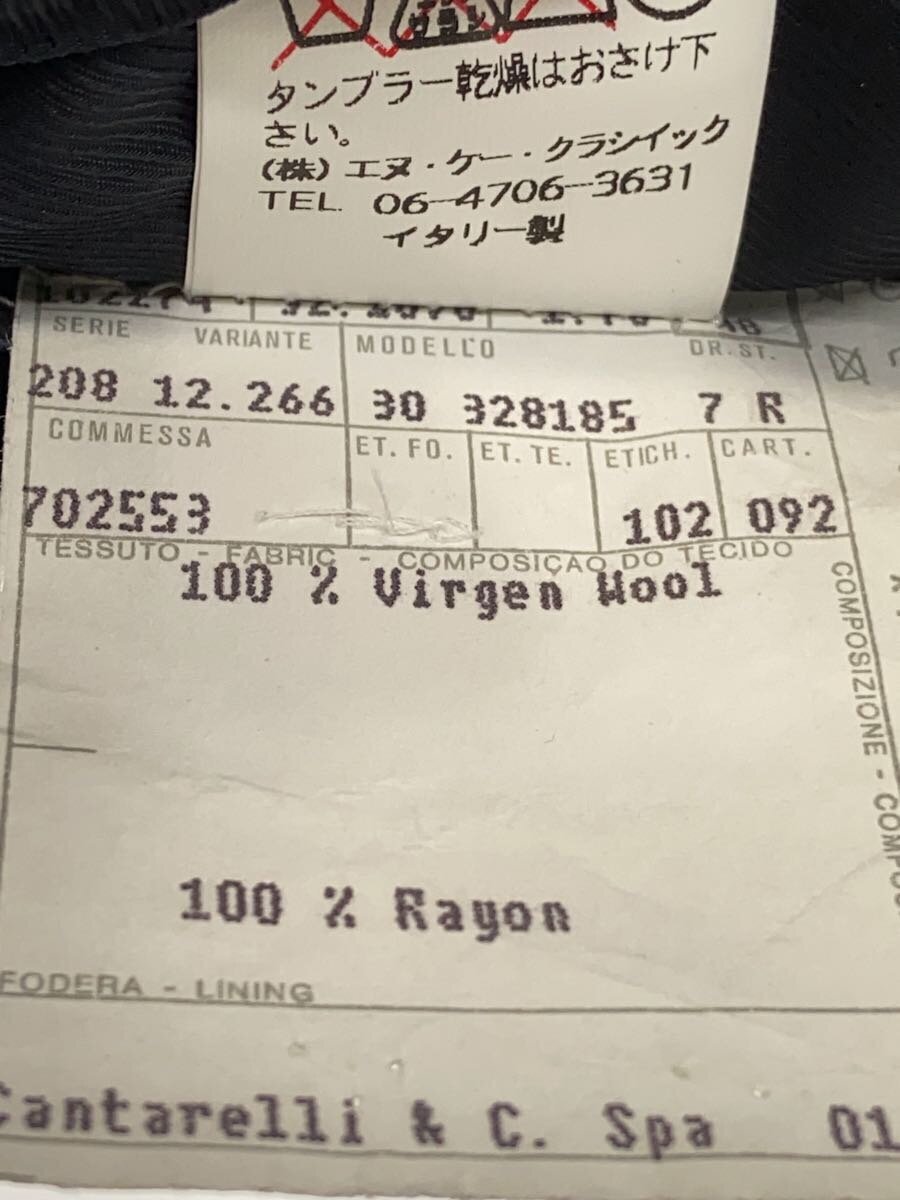 タンブラー乾燥はおさけ下
さい。
(株) エヌ・ケー・クラシイック
TEL. 06-4706-3631
イタリー製
SERIE VARIANTE MODELLO DR. ST.
208 12.266 30 328185 7 R
COMMESSA ET. FO. ET. TE. ETICH. CART.
702553 102 092
TESSUTO - FABRIC - COMPOSIÇAO DO TECIDO
100 % Virgen Wool
COMPOSIZIONE -
100 % Rayon
FODERA - LINING
Cantarelli & C. Spa 01